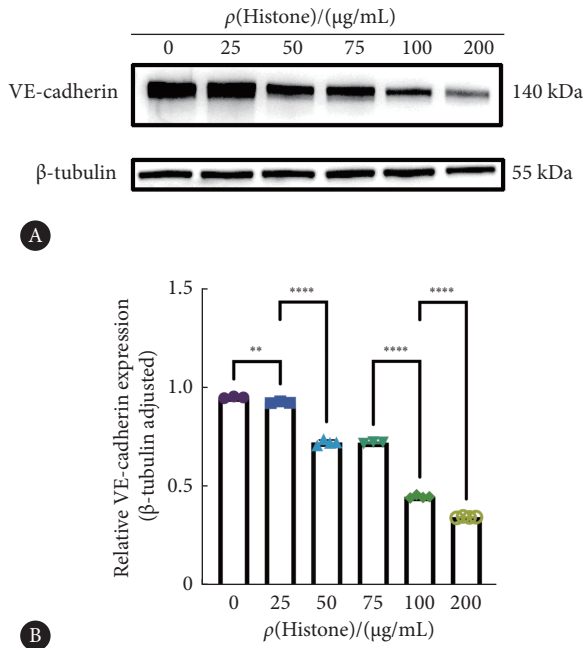 ρ(Histone)/(μg/mL)
0 25 50 75 100 200
VE-cadherin 140 kDa
β-tubulin 55 kDa
A
Relative VE-cadherin expression
(β-tubulin adjusted)
1.5
1.0
0.5
0
****
****
**
****
0 25 50 75 100 200
ρ(Histone)/(μg/mL)
B